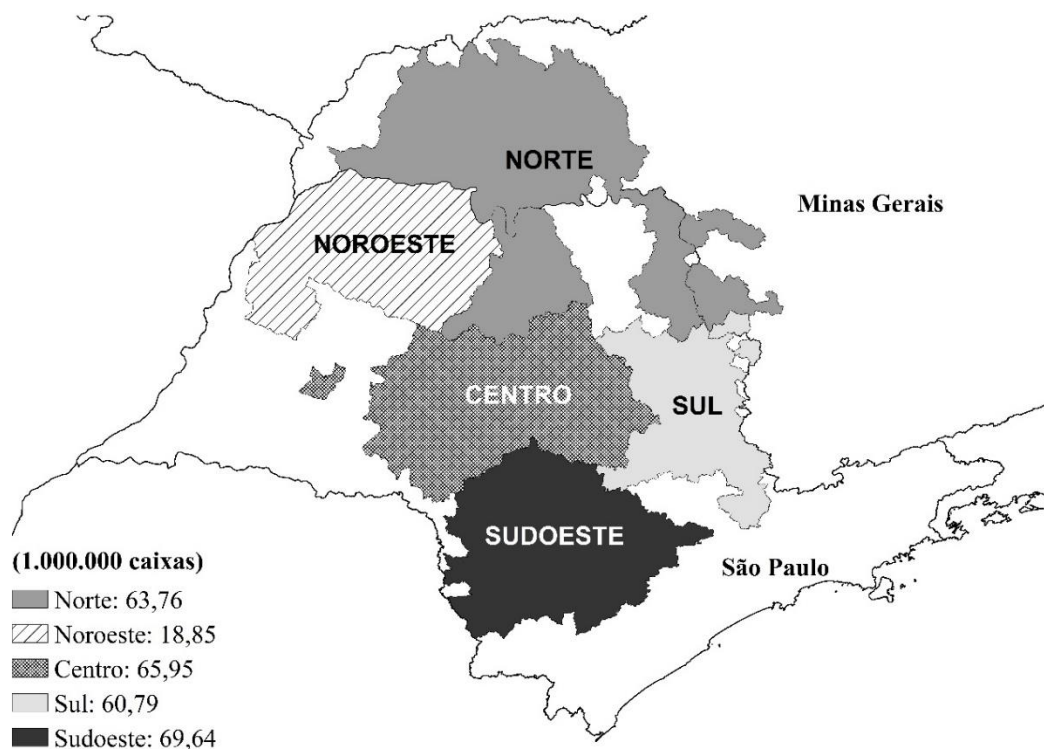 NORTE
Minas Gerais
NOROESTE
CENTRO
SUL
SUDOESTE
São Paulo
(1.000.000 caixas)
Norte: 63,76
Noroeste: 18,85
Centro: 65,95
Sul: 60,79
Sudoeste: 69,64